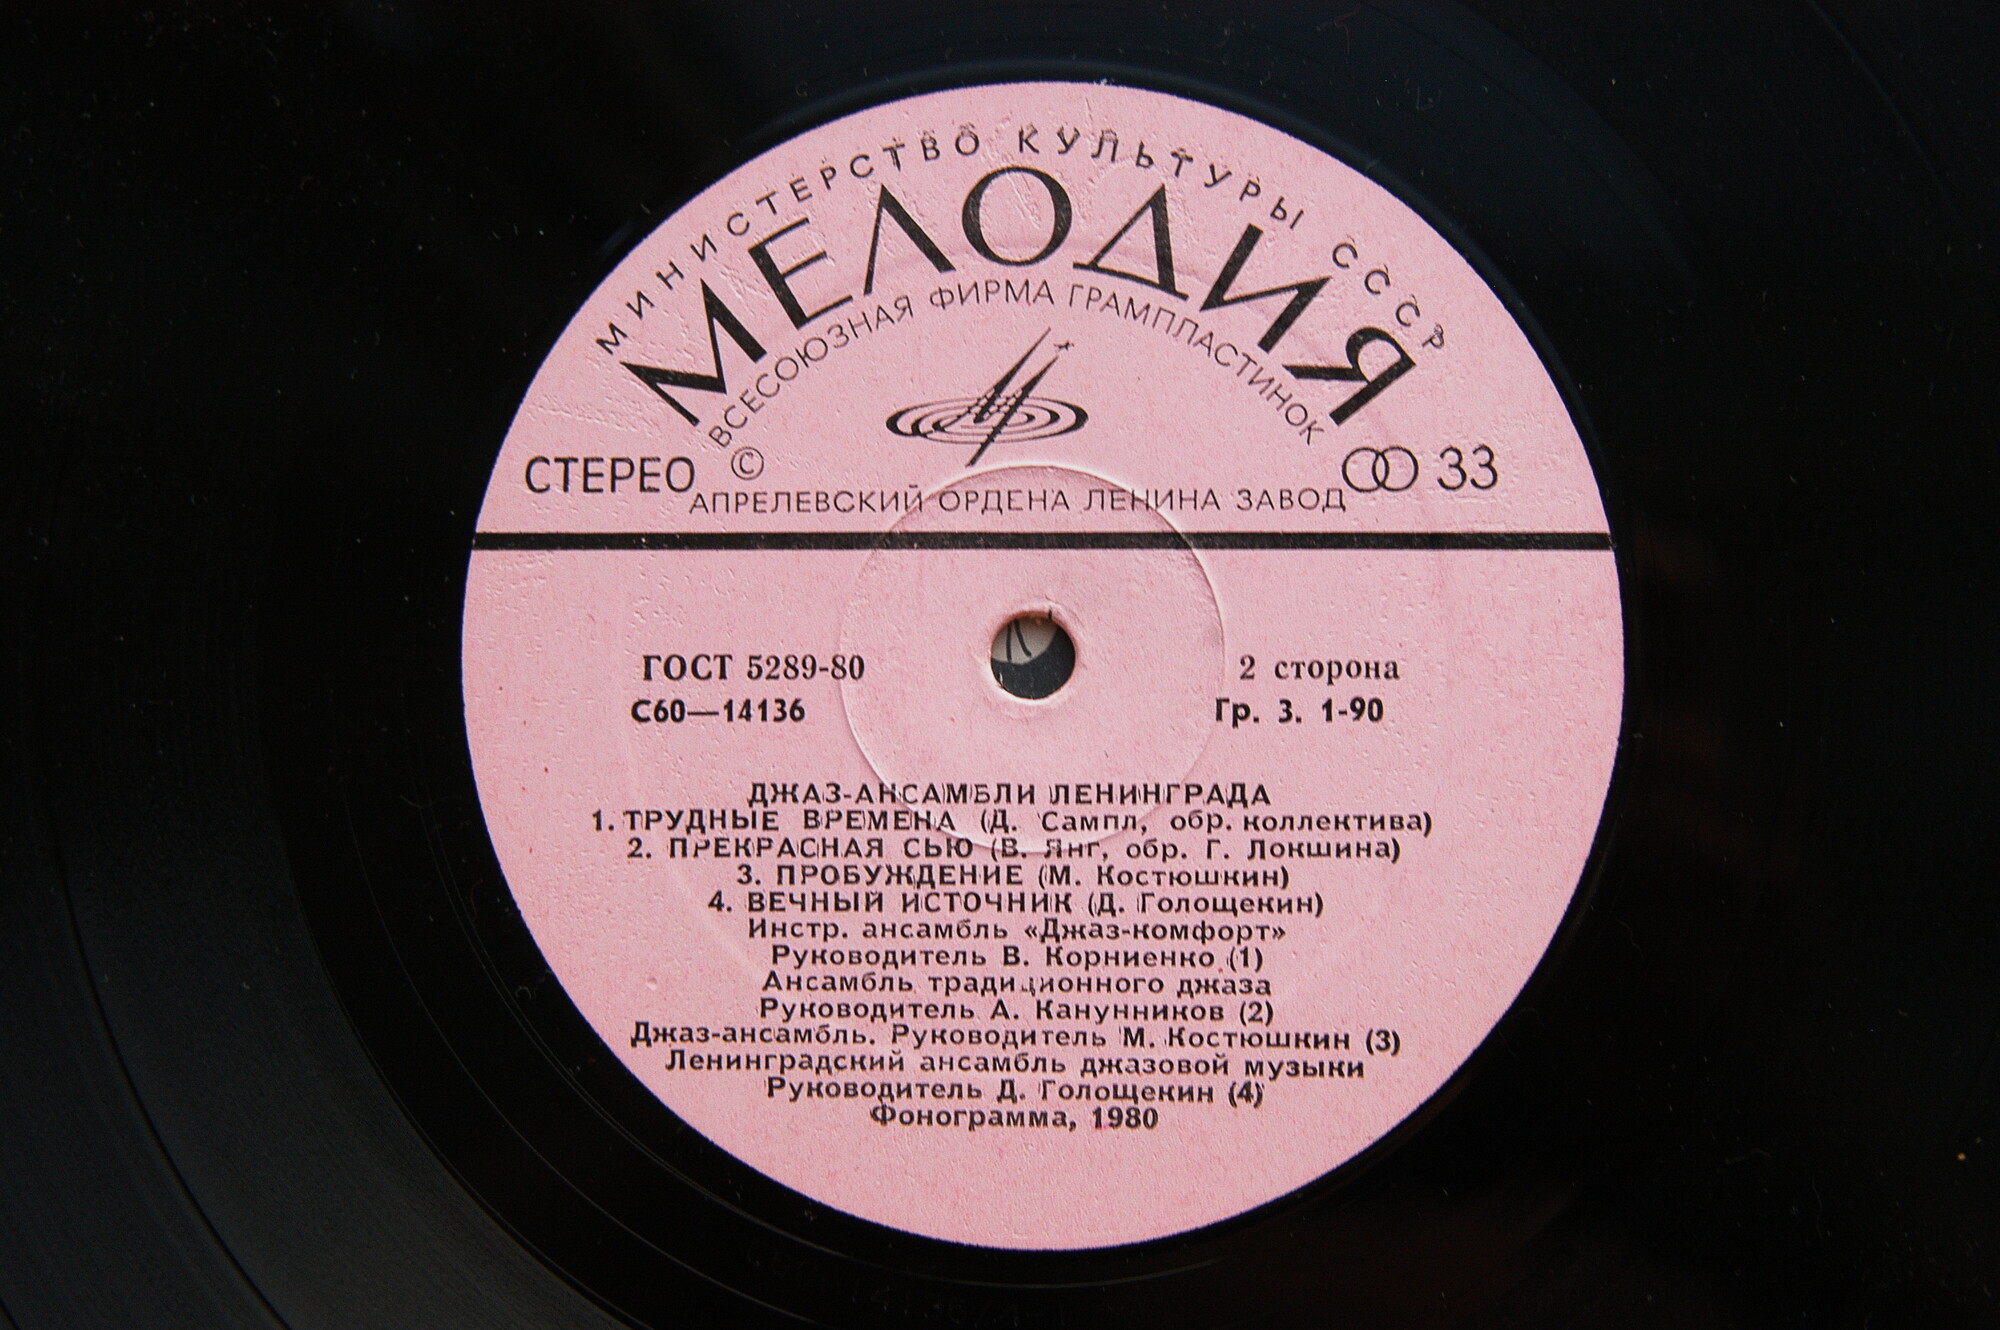 МИНИСТЕРСТВО КУЛЬТУРЫ СССР
МЕЛОДИЯ
ВСЕСОЮЗНАЯ ФИРМА ГРАМПЛАСТИНОК
СТЕРЕО © 33
АПРЕЛЕВСКИЙ ОРДЕНА ЛЕНИНА ЗАВОД
ГОСТ 5289-80 2 сторона
С60—14136 Гр. 3. 1-90
ДЖАЗ-АНСАМБЛИ ЛЕНИНГРАДА
1. ТРУДНЫЕ ВРЕМЕНА (Д. Сампл, обр. коллектива)
2. ПРЕКРАСНАЯ СЬЮ (В. Янг, обр. Г. Локшина)
3. ПРОБУЖДЕНИЕ (М. Костюшкин)
4. ВЕЧНЫЙ ИСТОЧНИК (Д. Голощекин)
Инстр. ансамбль «Джаз-комфорт»
Руководитель В. Корниенко (1)
Ансамбль традиционного джаза
Руководитель А. Канунников (2)
Джаз-ансамбль. Руководитель М. Костюшкин (3)
Ленинградский ансамбль джазовой музыки
Руководитель Д. Голощекин (4)
Фонограмма, 1980